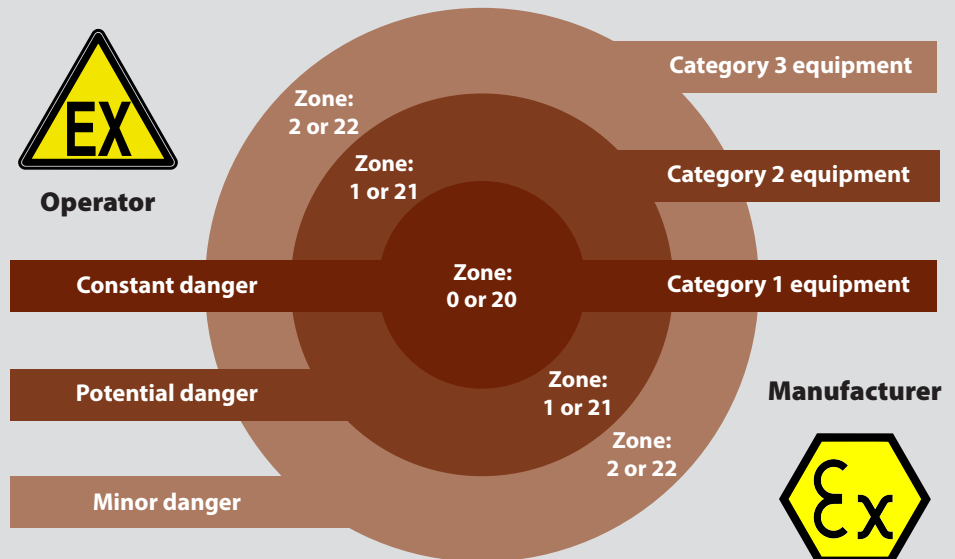 Category 3 equipment
Zone:
2 or 22
EX
Zone:
1 or 21
Category 2 equipment
Operator
Constant danger
Zone:
0 or 20
Category 1 equipment
Potential danger
Zone:
1 or 21
Manufacturer
Zone:
2 or 22
Minor danger
Ex